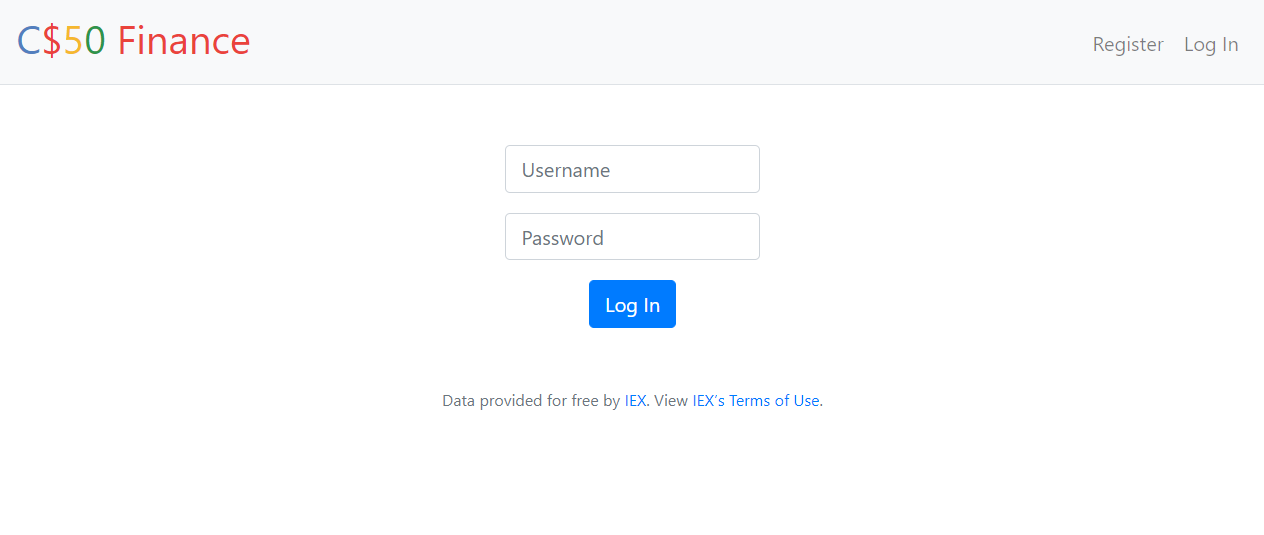 C$50 Finance
Register
Log In
Username
Password
Log In
Data provided for free by IEX. View IEX's Terms of Use.